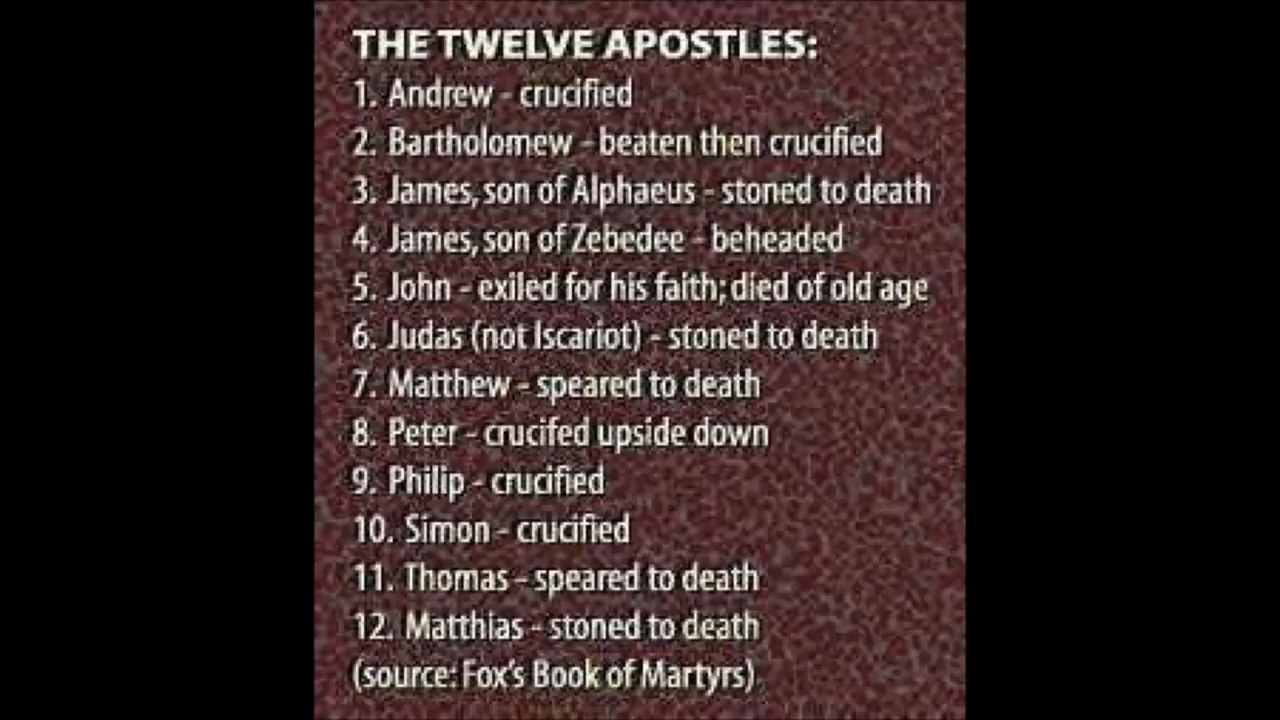 THE TWELVE APOSTLES:
1. Andrew - crucified
2. Bartholomew - beaten then crucified
3. James, son of Alphaeus - stoned to death
4. James, son of Zebedee - beheaded
5. John - exiled for his faith; died of old age
6. Judas (not Iscariot) - stoned to death
7. Matthew - speared to death
8. Peter - crucifed upside down
9. Philip - crucified
10. Simon - crucified
11. Thomas - speared to death
12. Matthias - stoned to death
(source: Fox's Book of Martyrs)